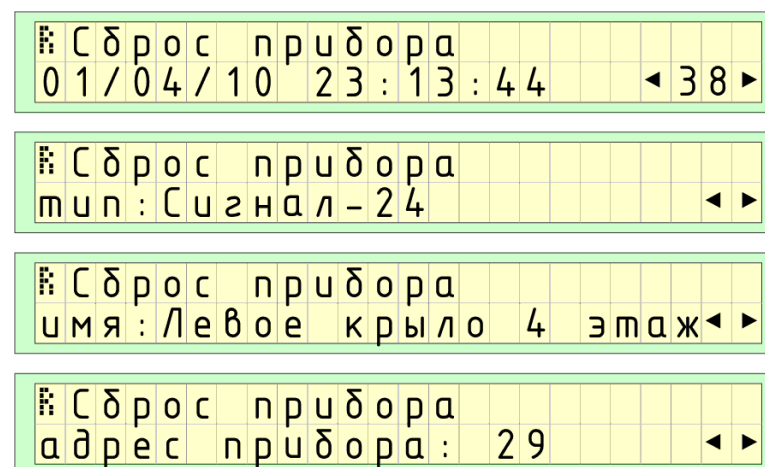 R Сброс прибора
01/04/10 23:13:44 ◄38►
R Сброс прибора
тип:Сигнал-24 ◄ ►
R Сброс прибора
имя:Левое крыло 4 этаж◄ ►
R Сброс прибора
адрес прибора: 29 ◄ ►